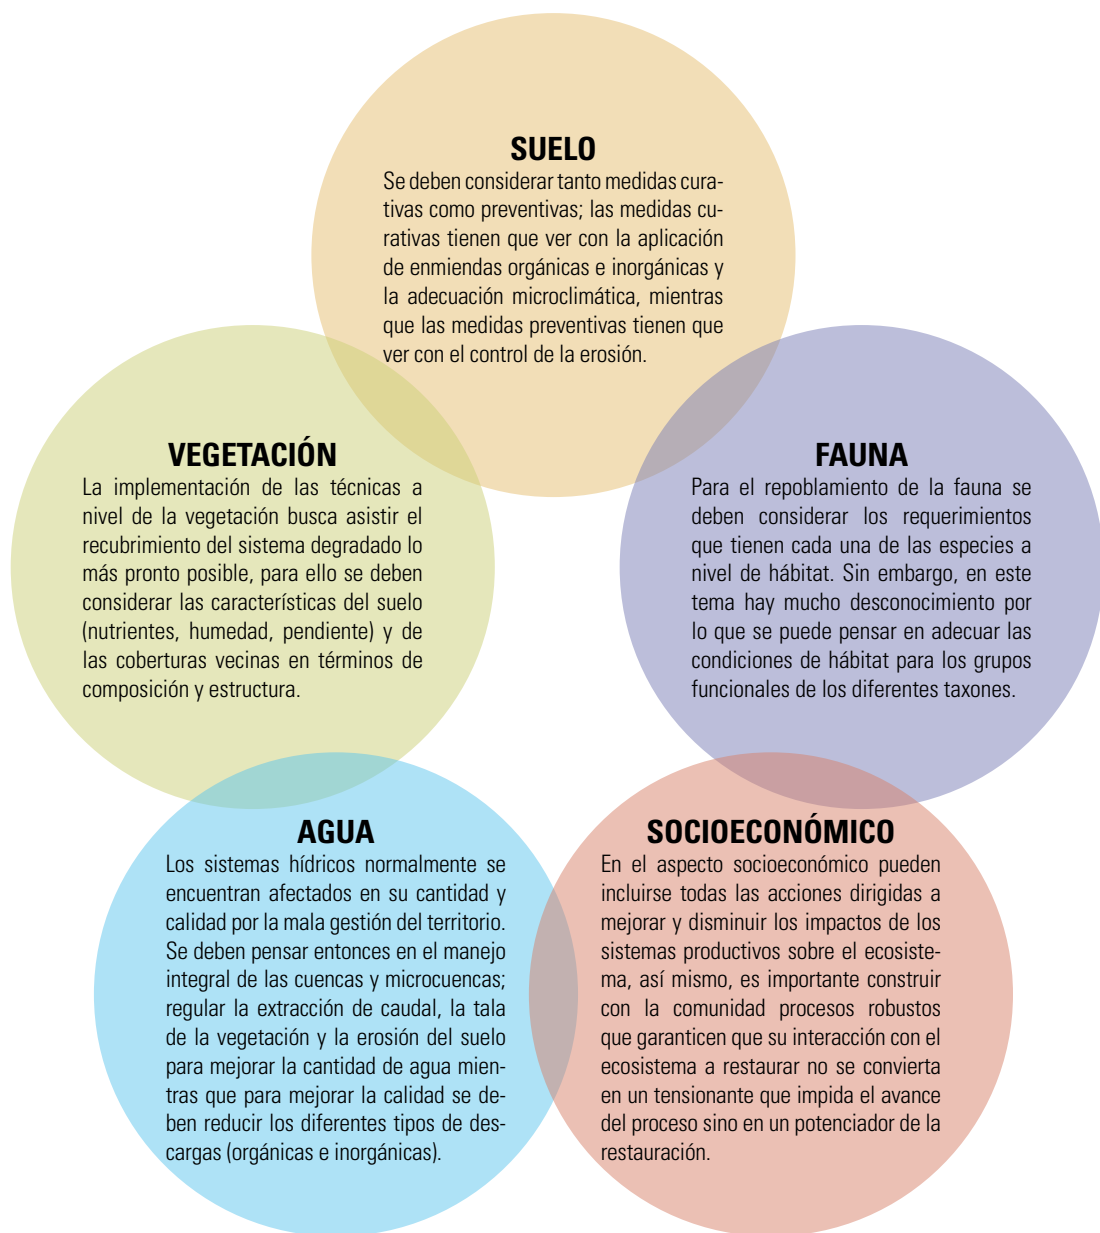 SUELO
Se deben considerar tanto medidas cura-
tivas como preventivas; las medidas cu-
rativas tienen que ver con la aplicación
de enmiendas orgánicas e inorgánicas y
la adecuación microclimática, mientras
que las medidas preventivas tienen que
ver con el control de la erosión.
VEGETACIÓN
La implementación de las técnicas a
nivel de la vegetación busca asistir el
recubrimiento del sistema degradado lo
más pronto posible, para ello se deben
considerar las características del suelo
(nutrientes, humedad, pendiente) y de
las coberturas vecinas en términos de
composición y estructura.
FAUNA
Para el repoblamiento de la fauna se
deben considerar los requerimientos
que tienen cada una de las especies a
nivel de hábitat. Sin embargo, en este
tema hay mucho desconocimiento por
lo que se puede pensar en adecuar las
condiciones de hábitat para los grupos
funcionales de los diferentes taxones.
AGUA
Los sistemas hídricos normalmente se
encuentran afectados en su cantidad y
calidad por la mala gestión del territorio.
Se deben pensar entonces en el manejo
integral de las cuencas y microcuencas;
regular la extracción de caudal, la tala
de la vegetación y la erosión del suelo
para mejorar la cantidad de agua mien-
tras que para mejorar la calidad se de-
ben reducir los diferentes tipos de des-
cargas (orgánicas e inorgánicas).
SOCIOECONÓMICO
En el aspecto socioeconómico pueden
incluirse todas las acciones dirigidas a
mejorar y disminuir los impactos de los
sistemas productivos sobre el ecosiste-
ma, así mismo, es importante construir
con la comunidad procesos robustos
que garanticen que su interacción con el
ecosistema a restaurar no se convierta
en un tensionante que impida el avance
del proceso sino en un potenciador de la
restauración.